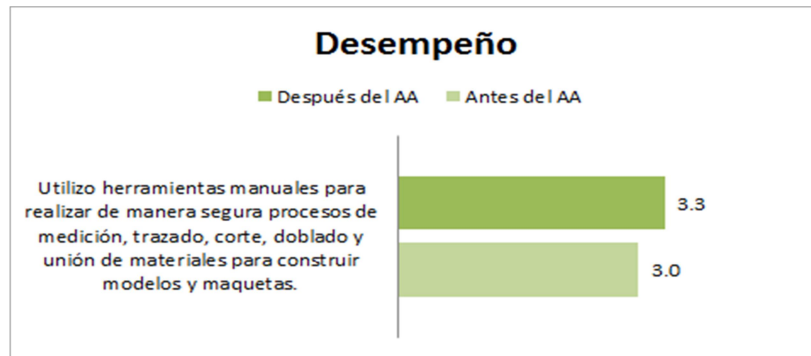 Desempeño
Después del AA Antes del AA
Utilizo herramientas manuales para
realizar de manera segura procesos de
medición, trazado, corte, doblado y
unión de materiales para construir
modelos y maquetas.
3.3
3.0